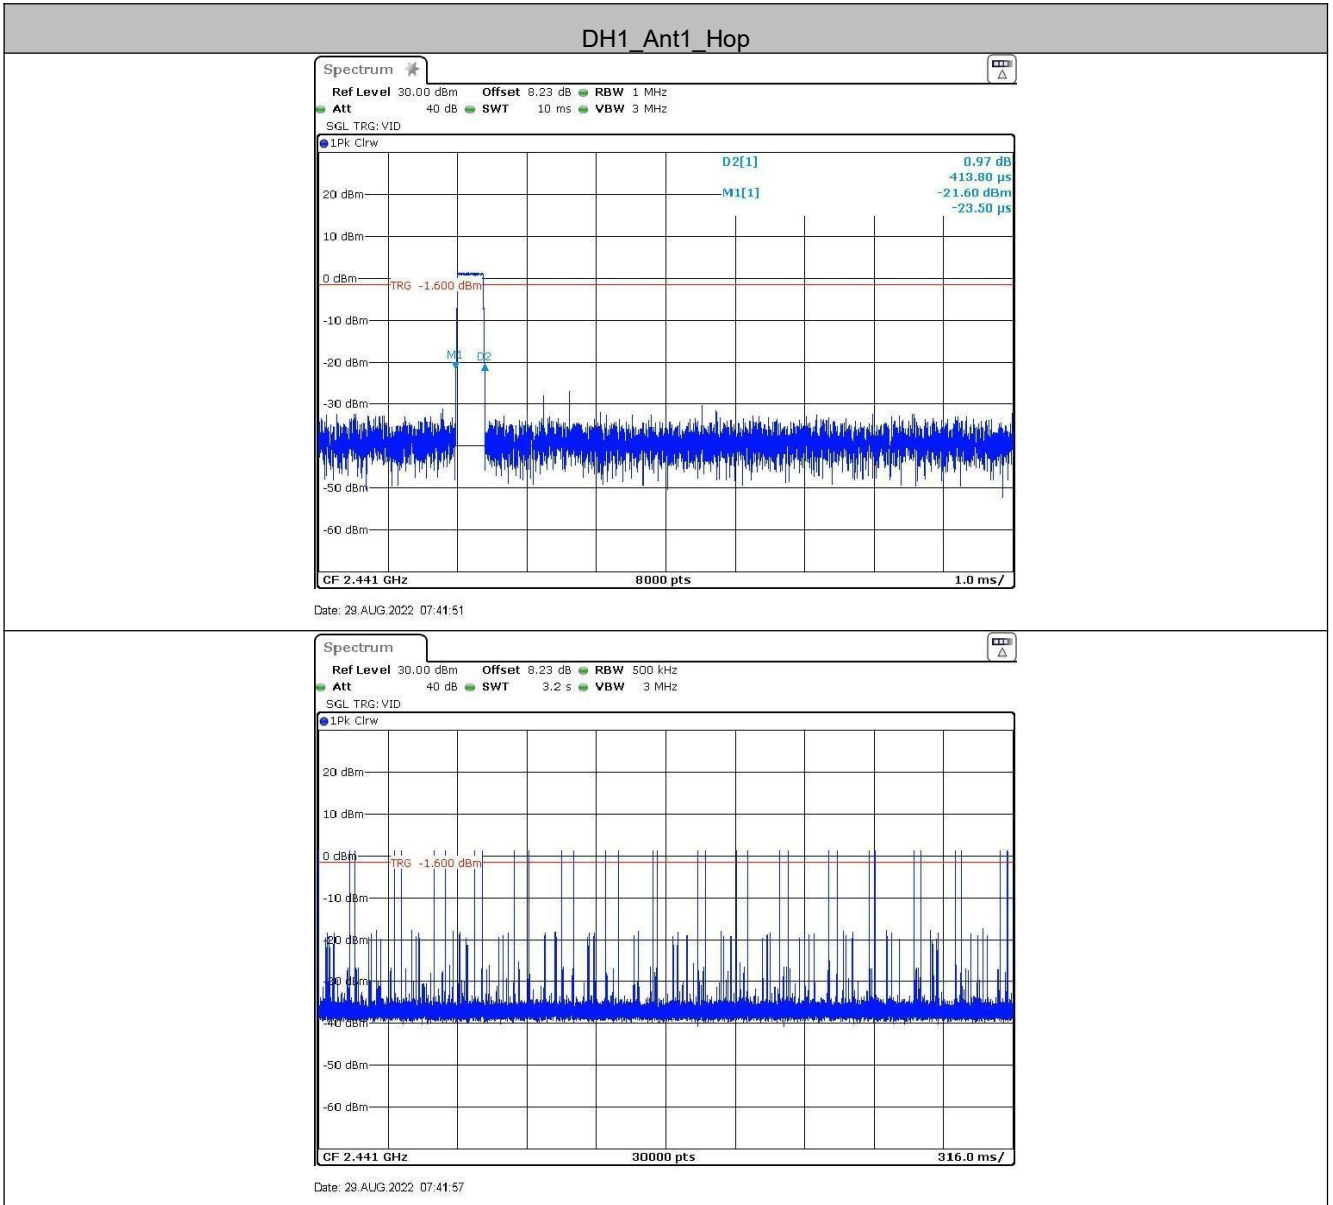 DH1_Ant1_Hop
Spectrum
Ref Level 30.00 dBm Offset 8.23 dB RBW 1 MHz
Att 40 dB SWT 10 ms VBW 3 MHz
SGL TRG: VID
1Pk Clrw
D2[1] 0.97 dB
413.80 µs
20 dBm M1[1] -21.60 dBm
-23.50 µs
10 dBm
0 dBm
TRG -1.600 dBm
-10 dBm
M1 D2
-20 dBm
-30 dBm
-50 dBm
-60 dBm
CF 2.441 GHz 8000 pts 1.0 ms/
Date: 29.AUG.2022 07:41:51
Spectrum
Ref Level 30.00 dBm Offset 8.23 dB RBW 500 kHz
Att 40 dB SWT 3.2 s VBW 3 MHz
SGL TRG: VID
1Pk Clrw
20 dBm
10 dBm
0 dBm
TRG -1.600 dBm
-10 dBm
-20 dBm
-30 dBm
-40 dBm
-50 dBm
-60 dBm
CF 2.441 GHz 30000 pts 316.0 ms/
Date: 29.AUG.2022 07:41:57